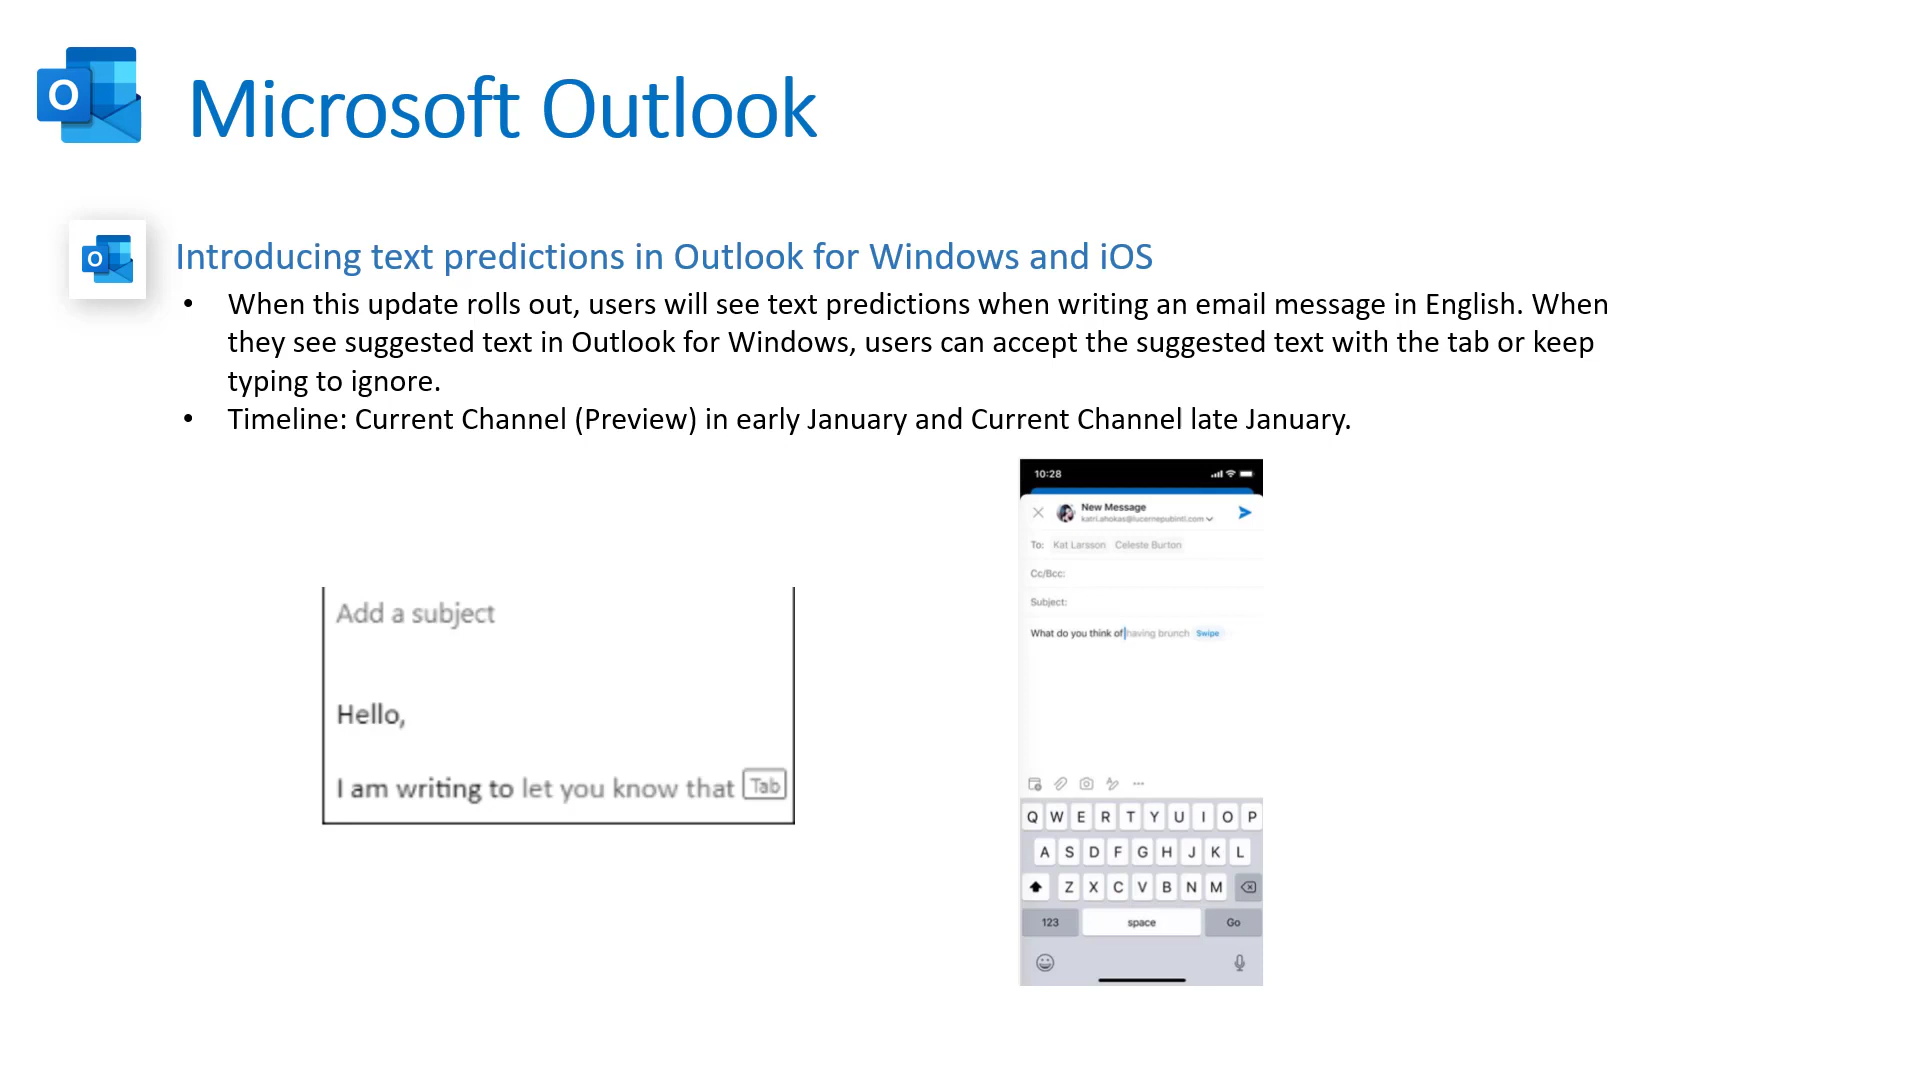 Microsoft Outlook
Introducing text predictions in Outlook for Windows and iOS
• When this update rolls out, users will see text predictions when writing an email message in English. When
they see suggested text in Outlook for Windows, users can accept the suggested text with the tab or keep
typing to ignore.
• Timeline: Current Channel (Preview) in early January and Current Channel late January.
Add a subject
Hello,
I am writing to let you know that Tab
10:28
New Message
katri.ahokas@lucernepubintl.com
To: Kat Larsson Celeste Burton
Cc/Bcc:
Subject:
What do you think of having brunch Swipe
Q W E R T Y U I O P
A S D F G H J K L
Z X C V B N M
123 space Go